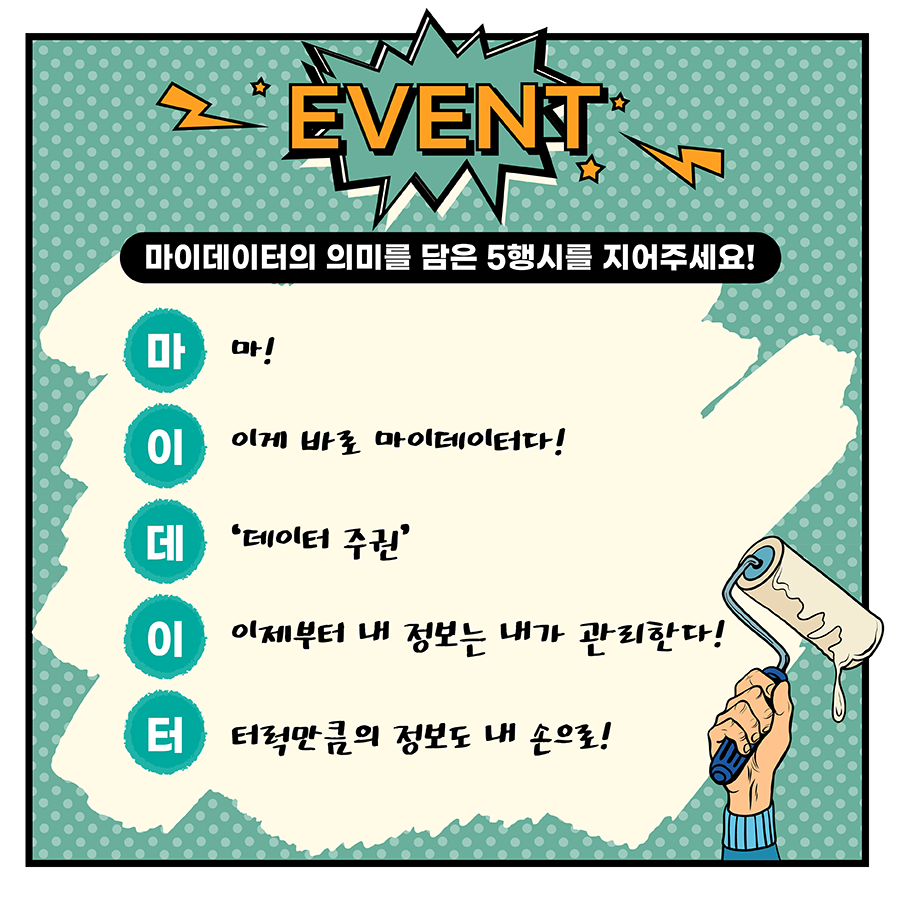 EVENT
마이데이터의 의미를 담은 5행시를 지어주세요!
마 마!
이 이게 바로 마이데이터다!
데 ‘데이터 주권’
이 이제부터 내 정보는 내가 관리한다!
터 터럭만큼의 정보도 내 손으로!